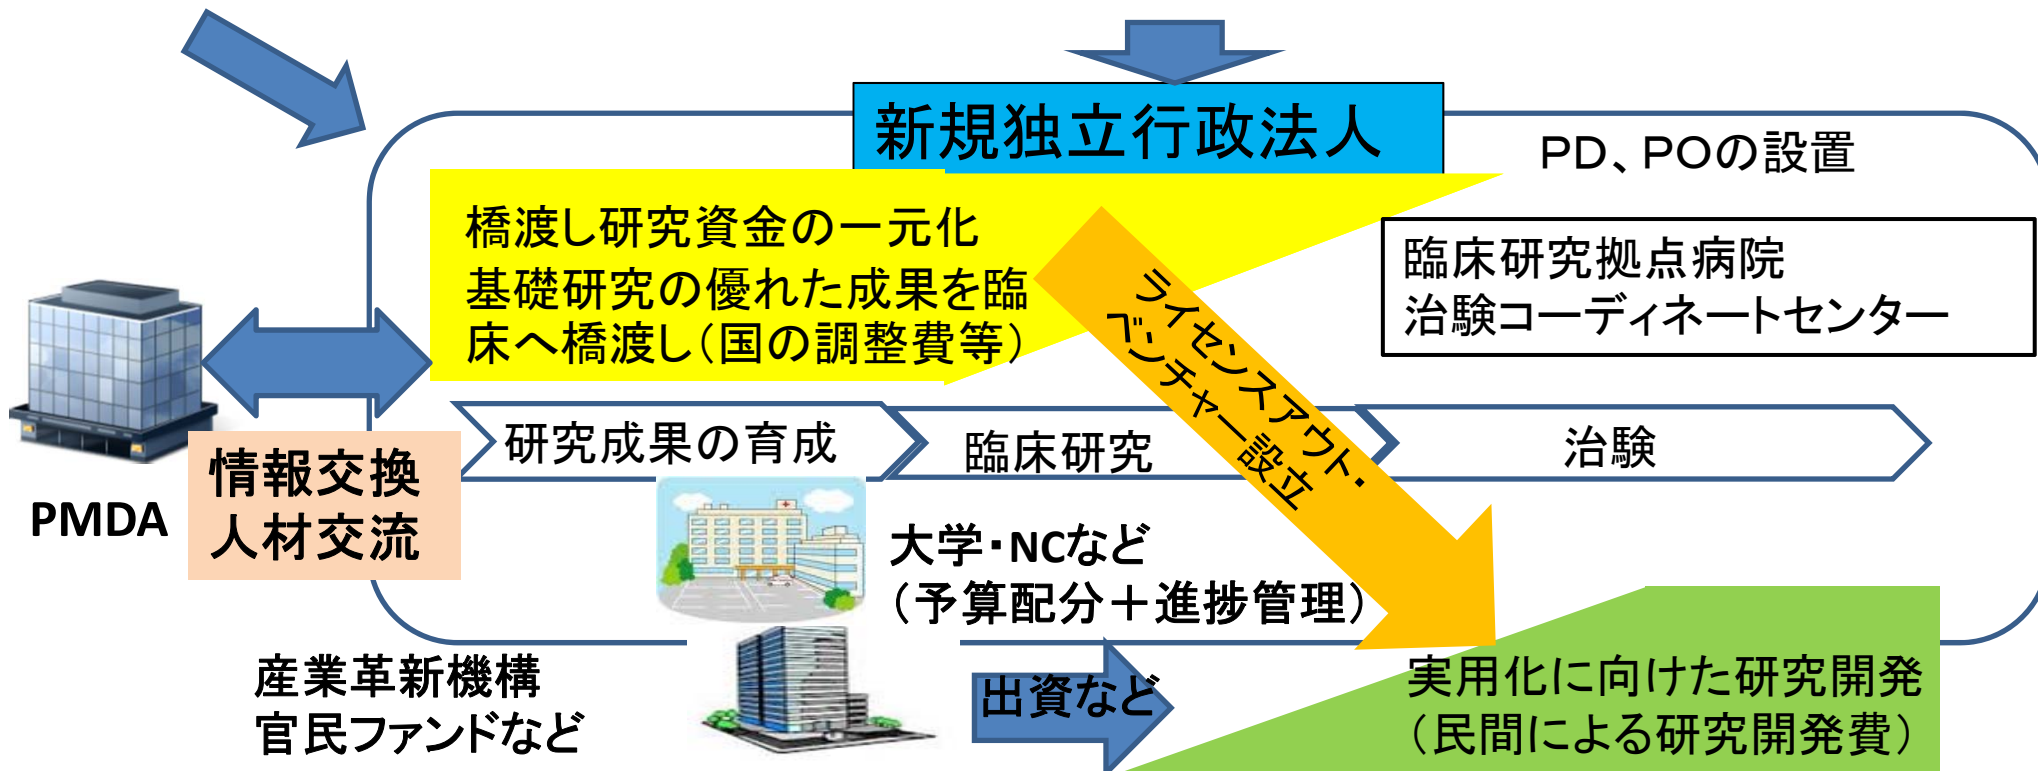 新規独立行政法人
PD、POの設置
橋渡し研究資金の一元化
基礎研究の優れた成果を臨
床へ橋渡し（国の調整費等）
臨床研究拠点病院
治験コーディネートセンター
ライセンスアウト・
ベンチャー設立
研究成果の育成
臨床研究
治験
PMDA
情報交換
人材交流
大学・NCなど
（予算配分＋進捗管理）
産業革新機構
官民ファンドなど
出資など
実用化に向けた研究開発
（民間による研究開発費）